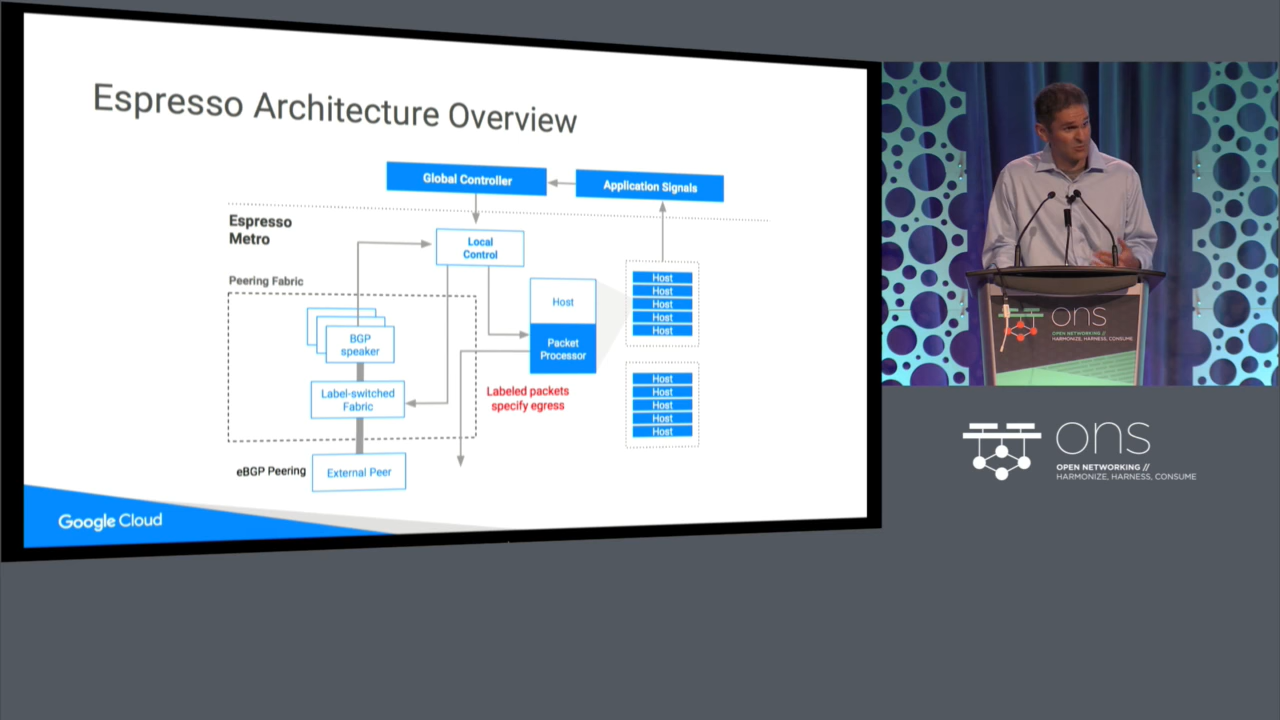 Espresso Architecture Overview
Global Controller
Application Signals
Espresso
Metro
Local
Control
Peering Fabric
Host
Packet
Processor
BGP
speaker
Label-switched
Fabric
Labeled packets
specify egress
eBGP Peering
External Peer
Host
Host
Host
Host
Host
Host
Host
Host
Host
Host
Google Cloud
ons
OPEN NETWORKING //
HARMONIZE, HARNESS, CONSUME
ons
OPEN NETWORKING //
HARMONIZE, HARNESS, CONSUME